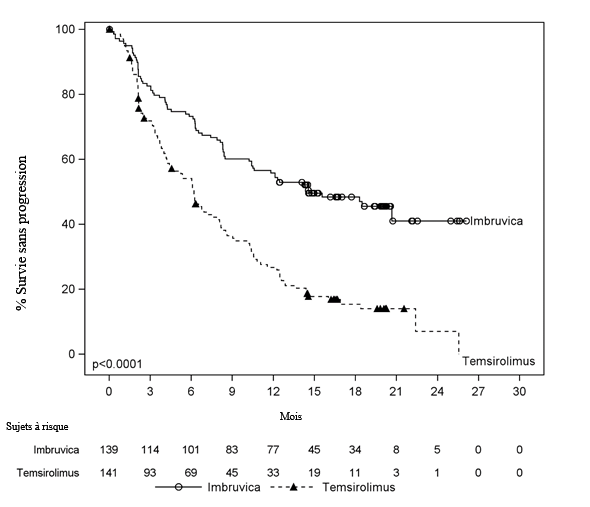 % Survie sans progression
100
80
60
40
20
0
Imbruvica
Temsirolimus
p<0.0001
0 3 6 9 12 15 18 21 24 27 30
Mois
Sujets à risque
Imbruvica 139 114 101 83 77 45 34 8 5 0 0
Temsirolimus 141 93 69 45 33 19 11 3 1 0 0
Imbruvica Temsirolimus